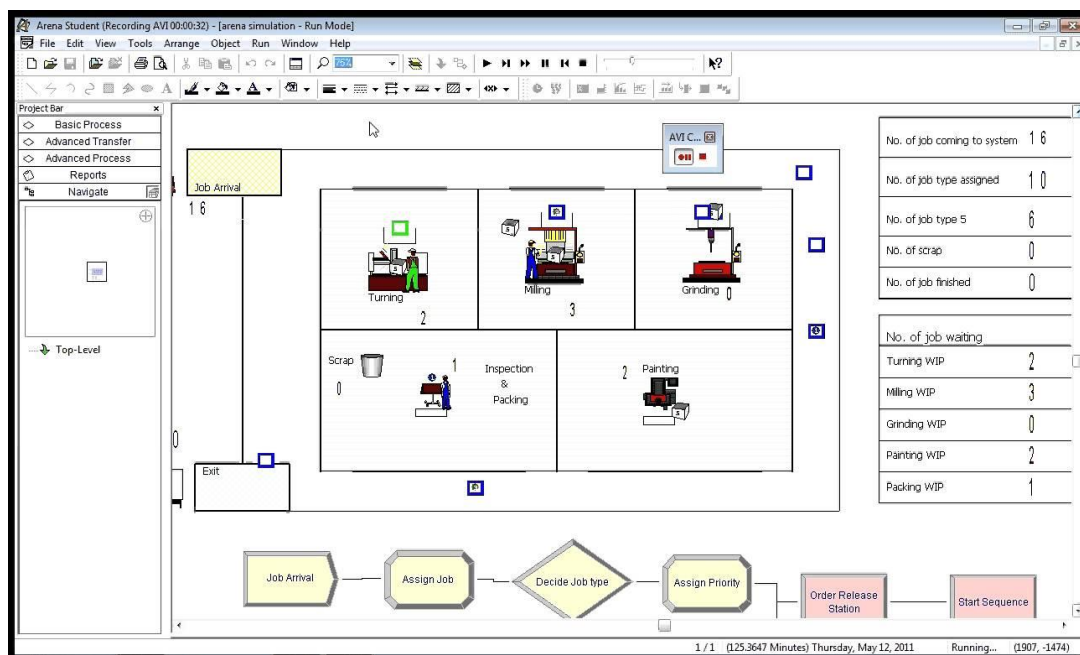 Arena Student (Recording AVI 00:00:32) - [arena simulation - Run Mode]
File Edit View Tools Arrange Object Run Window Help
75%
Project Bar
Basic Process
Advanced Transfer
Advanced Process
Reports
Navigate
Top-Level
AVI C...
Job Arrival
16
Turning
2
Milling
3
Grinding
0
Scrap
0
1
Inspection
&
Packing
2 Painting
0
Exit
No. of job coming to system 16
No. of job type assigned 10
No. of job type 5 6
No. of scrap 0
No. of job finished 0
No. of job waiting
Turning WIP 2
Milling WIP 3
Grinding WIP 0
Painting WIP 2
Packing WIP 1
Job Arrival
Assign Job
Decide Job type
Assign Priority
Order Release
Station
Start Sequence
1 / 1 (125.3647 Minutes) Thursday, May 12, 2011 Running... (1907, -1474)